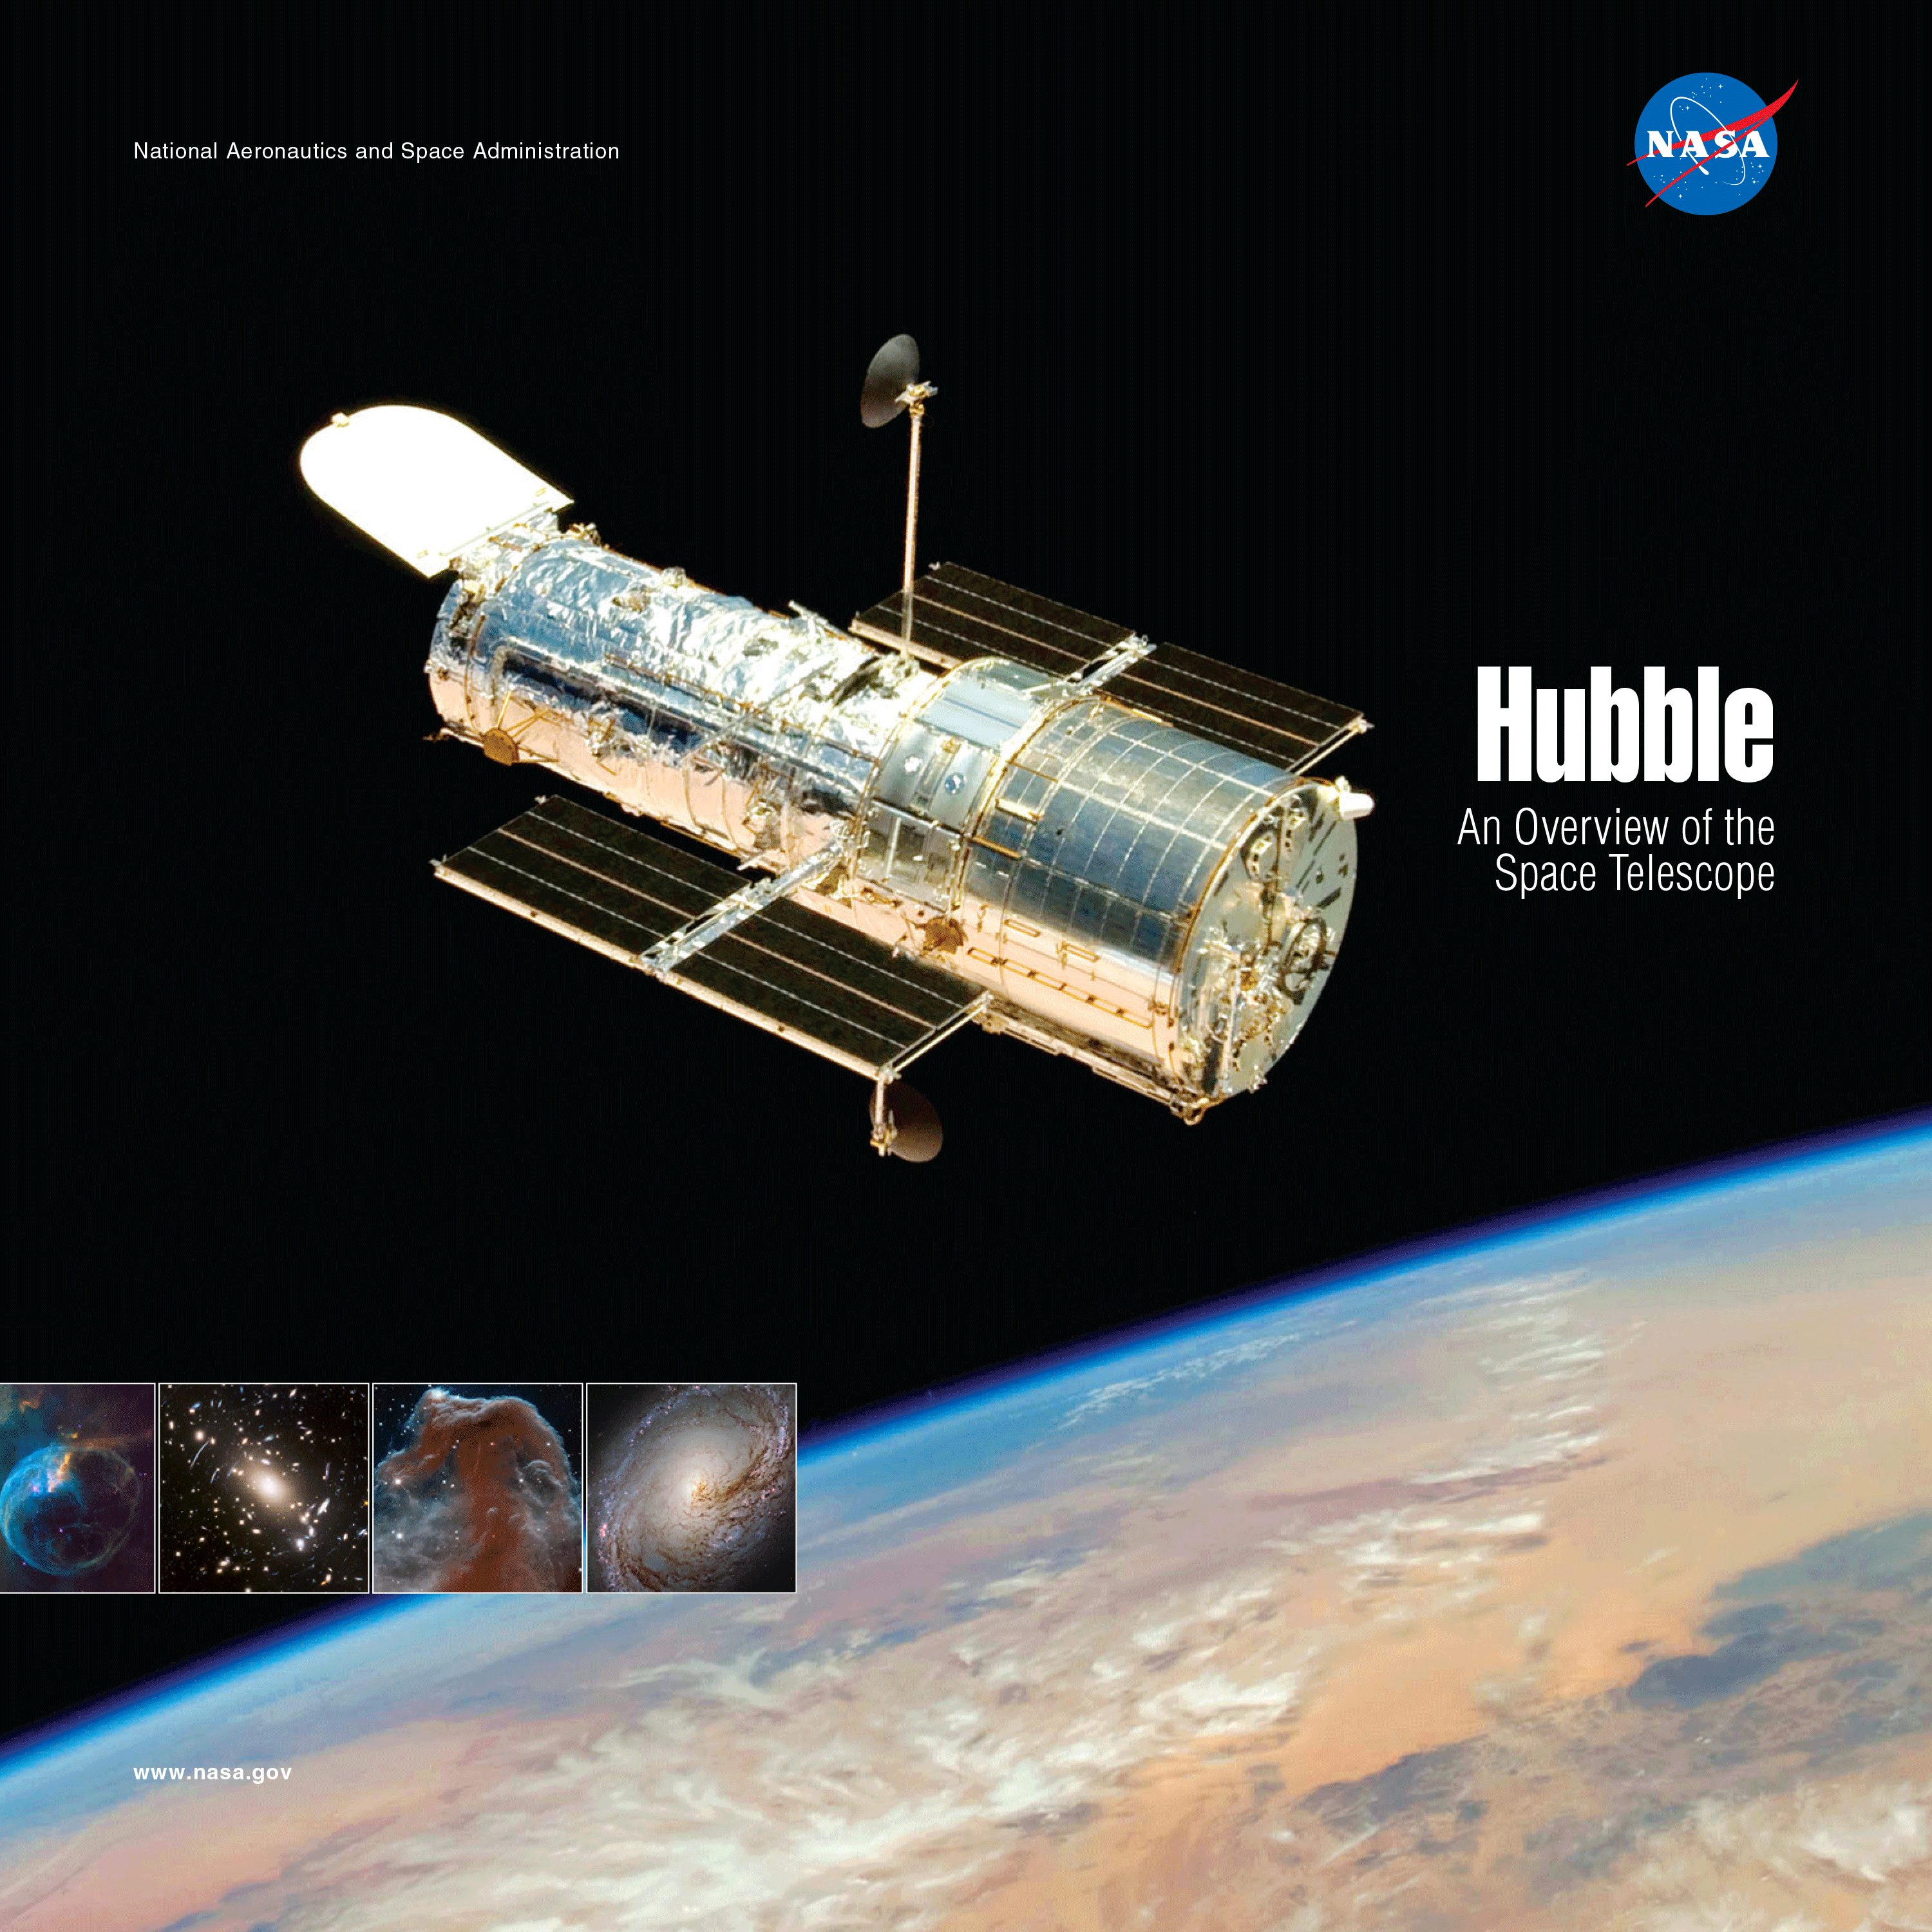 National Aeronautics and Space Administration
NASA
Hubble
An Overview of the
Space Telescope
www.nasa.gov